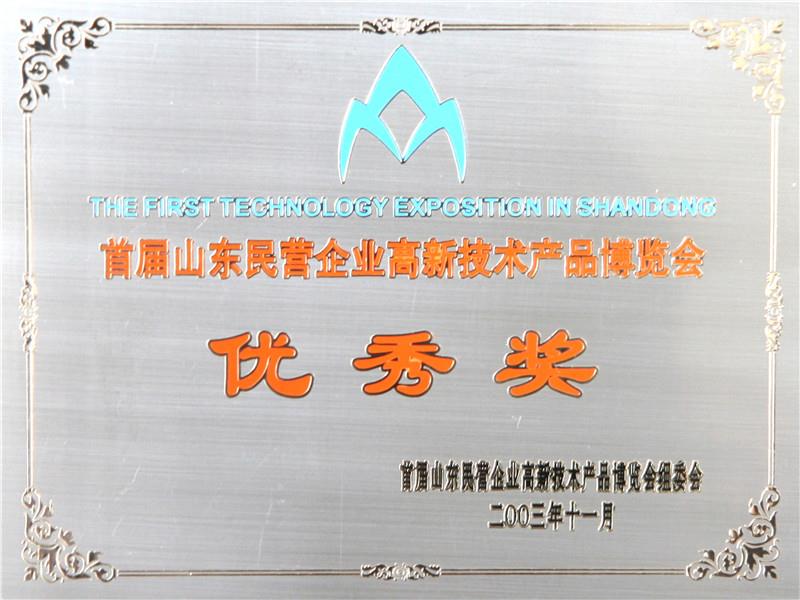 THE FIRST TECHNOLOGY EXPOSITION IN SHANDONG
首届山东民营企业高新技术产品博览会
优秀奖
首届山东民营企业高新技术产品博览会组委会
二〇〇三年十一月